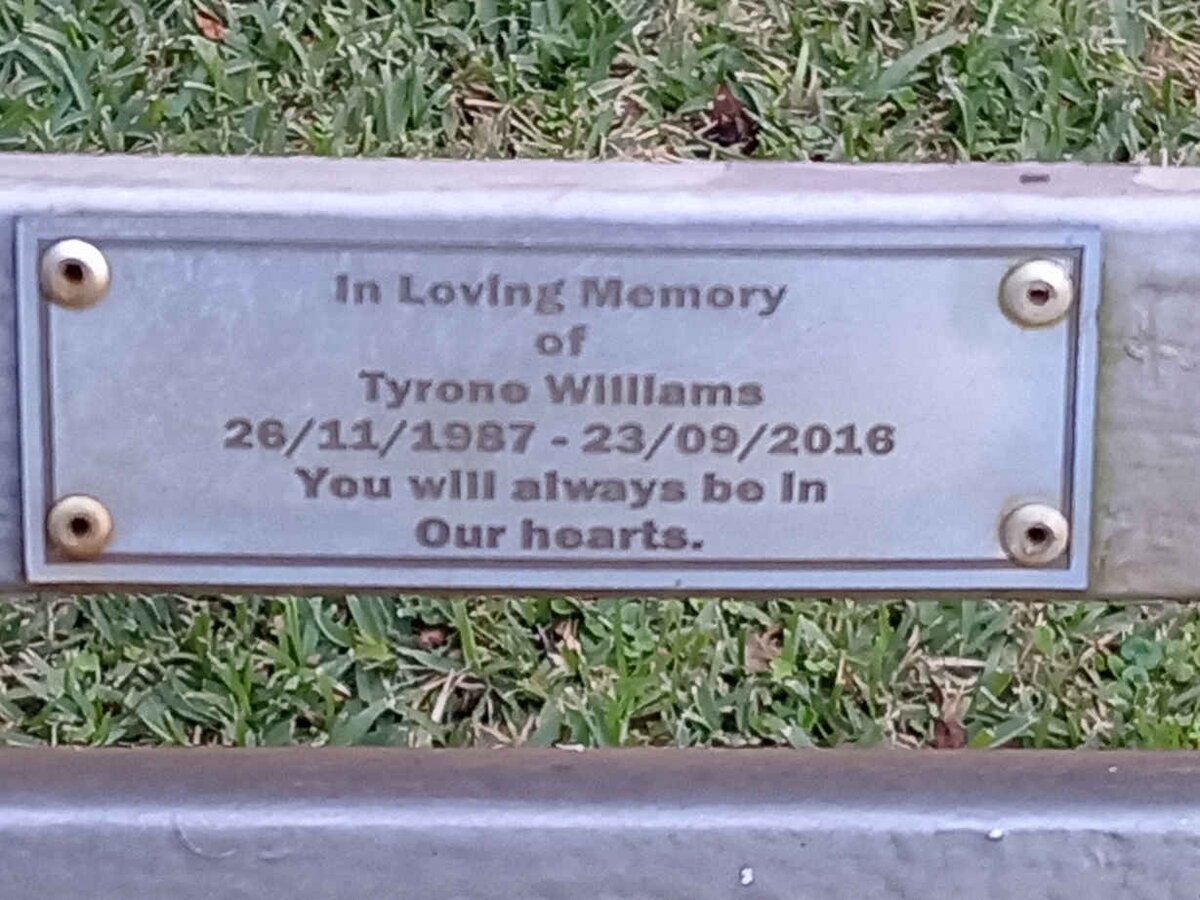 In Loving Memory
of
Tyrone Williams
26/11/1987 - 23/09/2016
You will always be in
Our hearts.